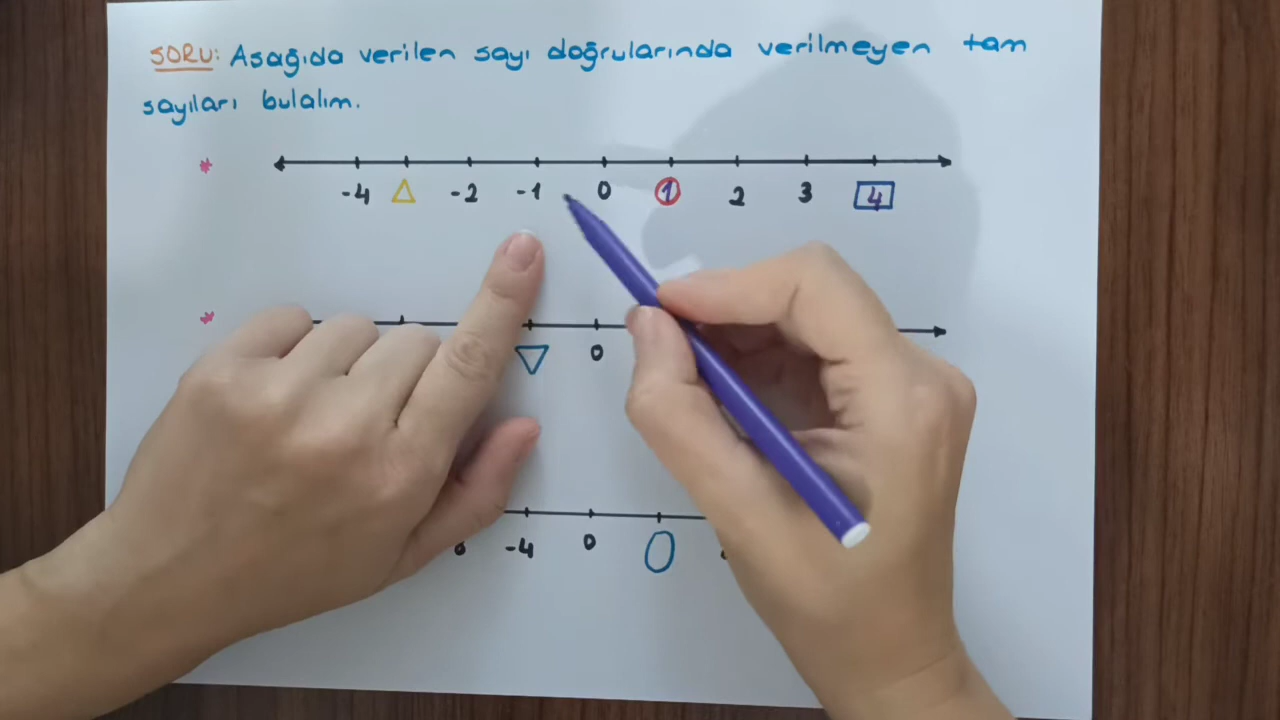 SORU: Asağıda verilen sayı doğrularında verilmeyen tam
sayıları bulalım.
* -4 △ -2 -1 0 1 2 3 4
* ▽ 0
-4 0